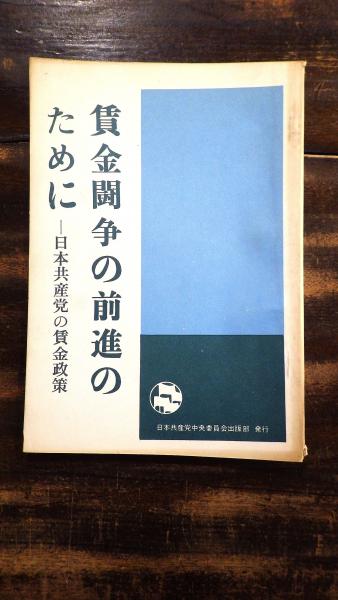 賃金闘争の前進の
ために
―日本共産党の賃金政策
日本共産党中央委員会出版部 発行